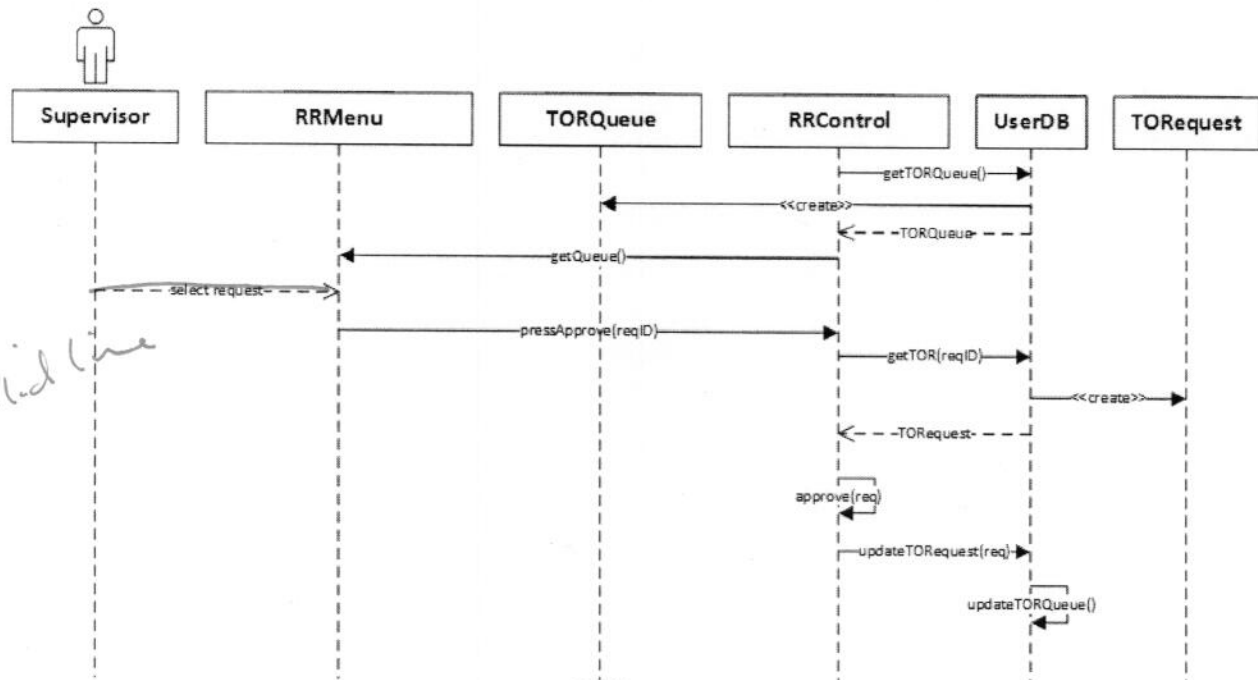 Supervisor
RRMenu
TORQueue
RRControl
UserDB
TORequest
getTORQueue()
<<create>>
TORQueue
getQueue()
select request
pressApprove(reqID)
line
getTOR(reqID)
<<create>>
TORequest
approve(req)
updateTORequest(req)
updateTORQueue()